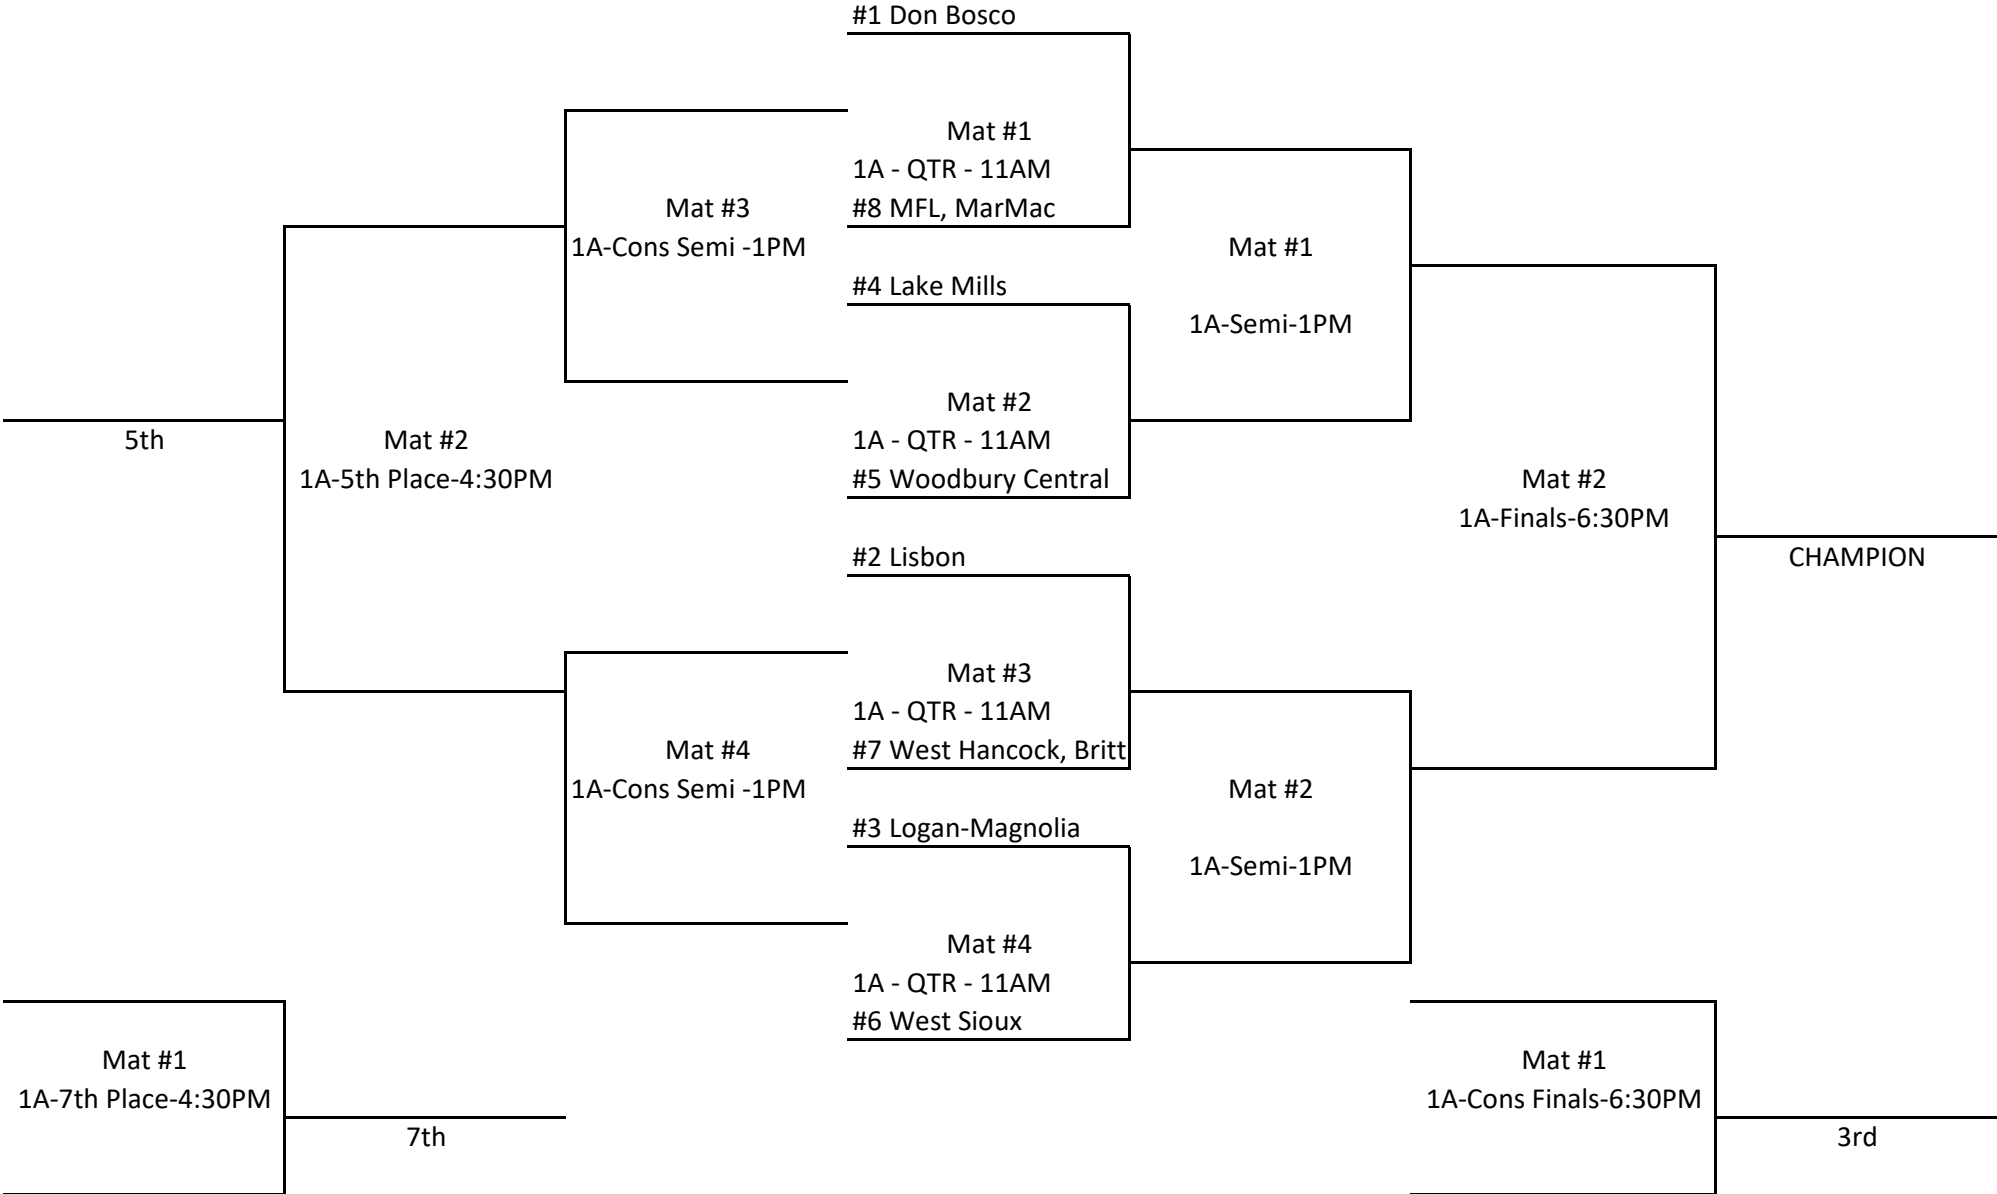 #1 Don Bosco
Mat #1
1A - QTR - 11AM
Mat #3
#8 MFL, MarMac
1A-Cons Semi -1PM
Mat #1
#4 Lake Mills
1A-Semi-1PM
Mat #2
5th
Mat #2
1A - QTR - 11AM
1A-5th Place-4:30PM
#5 Woodbury Central
Mat #2
1A-Finals-6:30PM
#2 Lisbon
CHAMPION
Mat #3
1A - QTR - 11AM
Mat #4
#7 West Hancock, Britt
1A-Cons Semi -1PM
Mat #2
#3 Logan-Magnolia
1A-Semi-1PM
Mat #4
1A - QTR - 11AM
#6 West Sioux
Mat #1
1A-7th Place-4:30PM
7th
Mat #1
1A-Cons Finals-6:30PM
3rd